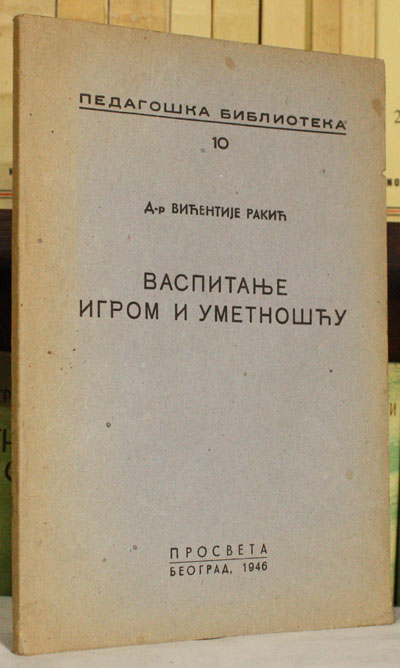 ПЕДАГОШКА БИБЛИОТЕКА
10
Д-р ВИЋЕНТИЈЕ РАКИЋ
ВАСПИТАЊЕ
ИГРОМ И УМЕТНОШЋУ
ПРОСВЕТА
БЕОГРАД, 1946